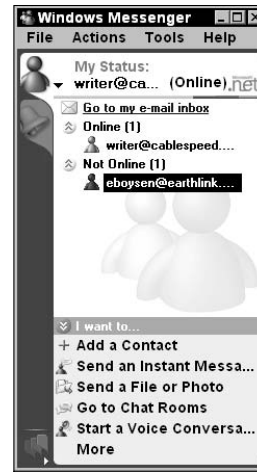 Windows Messenger
File Actions Tools Help
My Status:
writer@ca... (Online)
.net
Go to my e-mail inbox
Online (1)
writer@cablespeed....
Not Online (1)
eboysen@earthlink....
I want to...
Add a Contact
Send an Instant Messa...
Send a File or Photo
Go to Chat Rooms
Start a Voice Conversa...
More